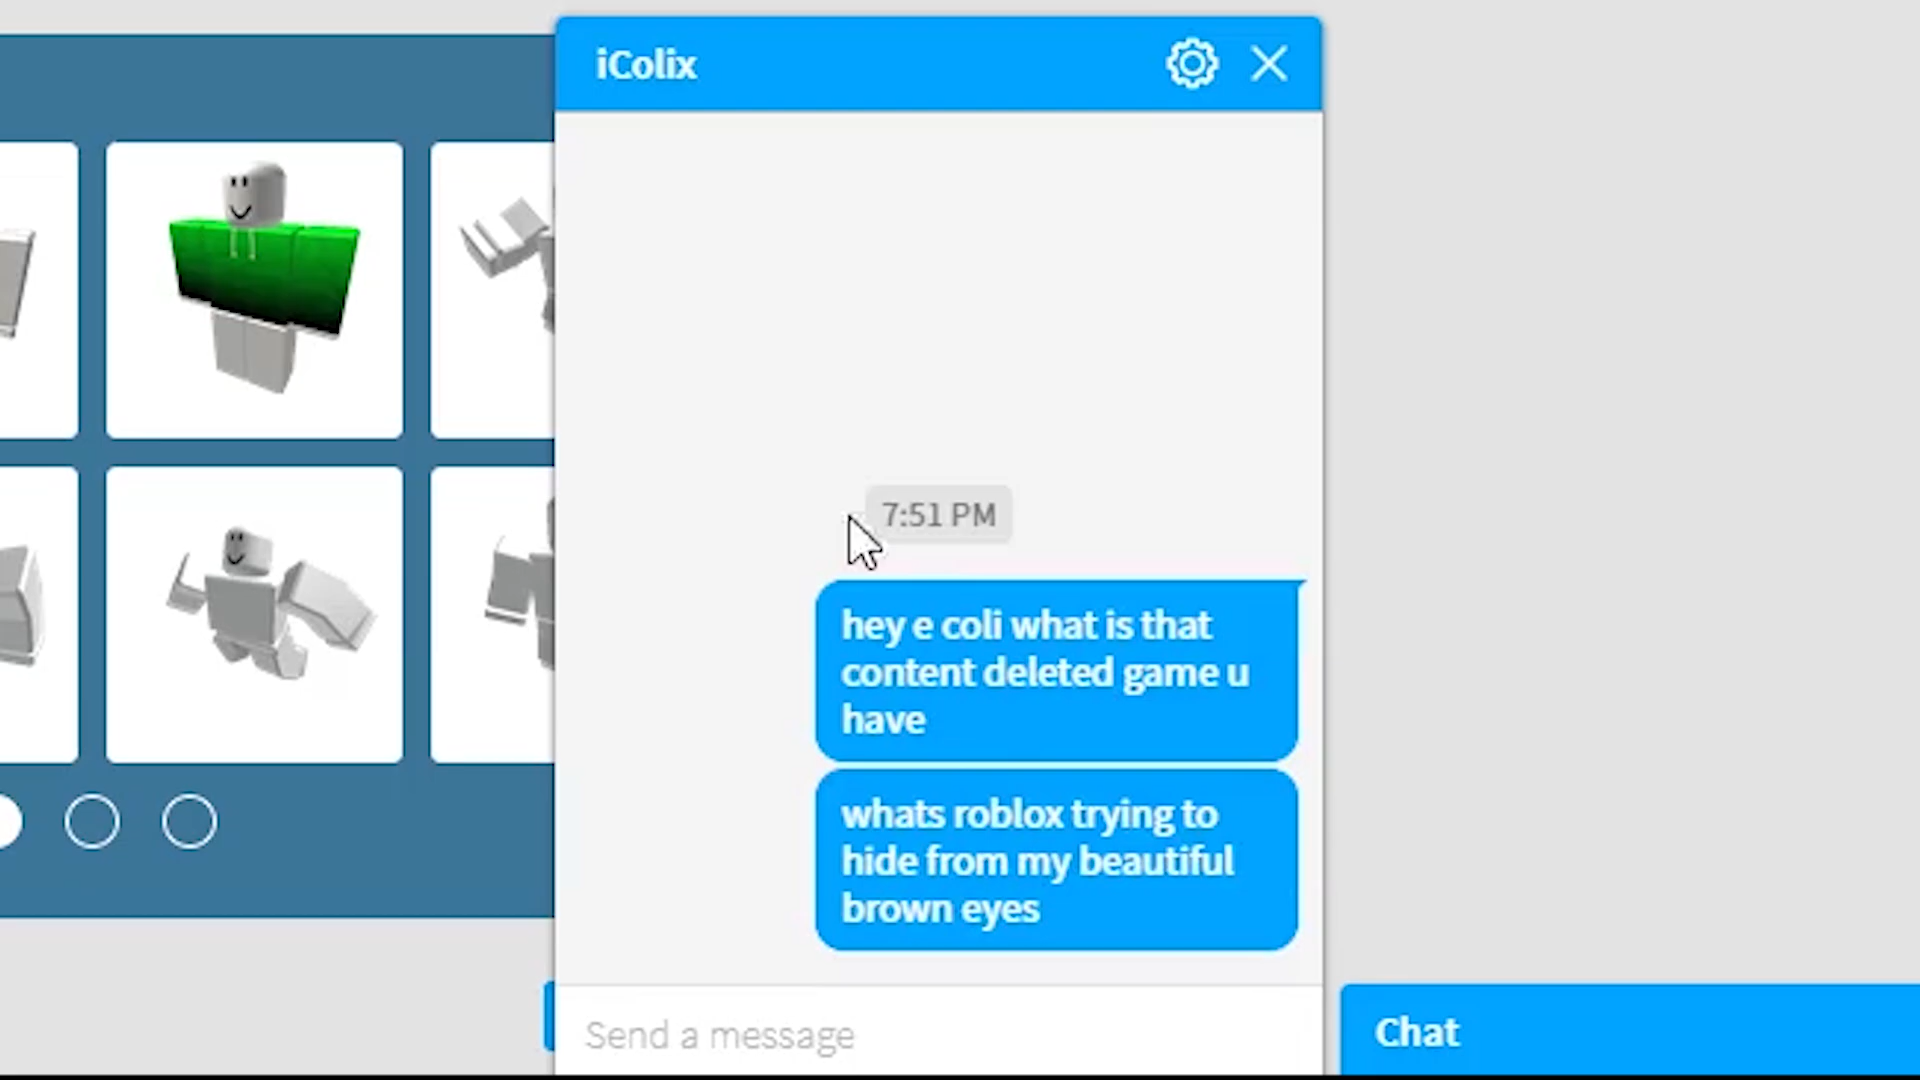 iColix
7:51 PM
hey e coli what is that
content deleted game u
have
whats roblox trying to
hide from my beautiful
brown eyes
Send a message
Chat